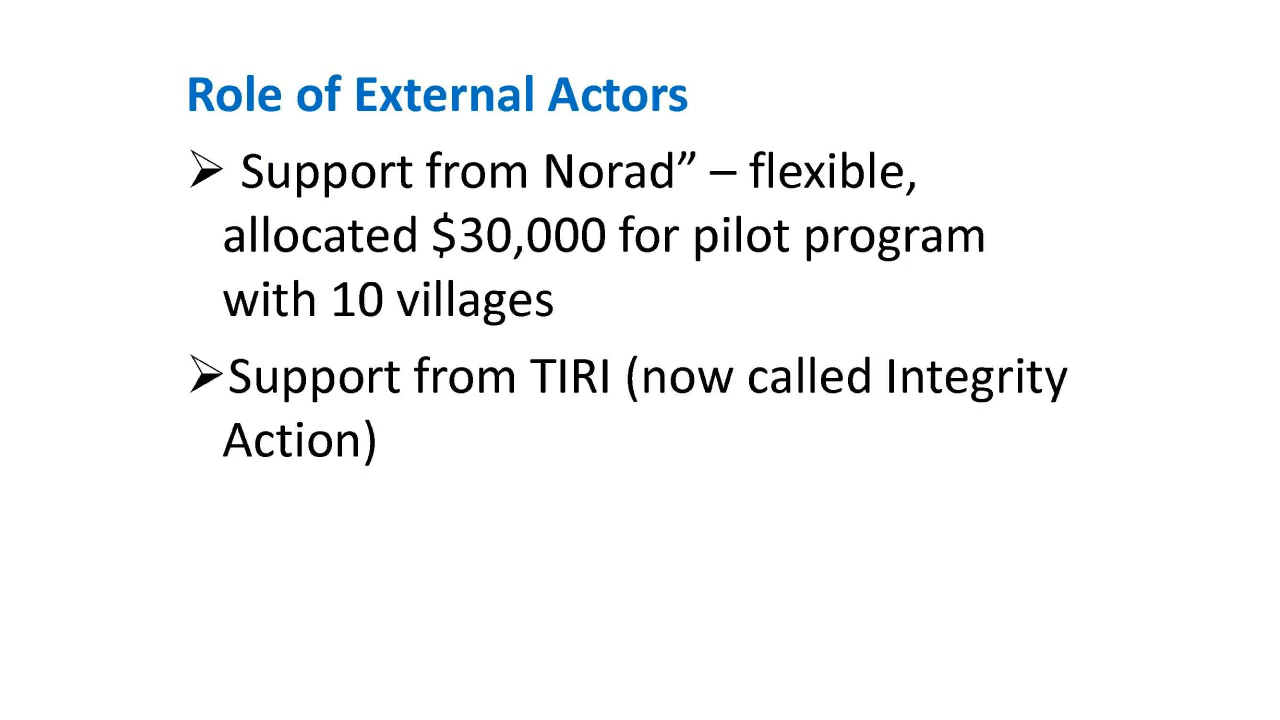 Role of External Actors
➢ Support from Norad” – flexible,
allocated $30,000 for pilot program
with 10 villages
➢Support from TIRI (now called Integrity
Action)